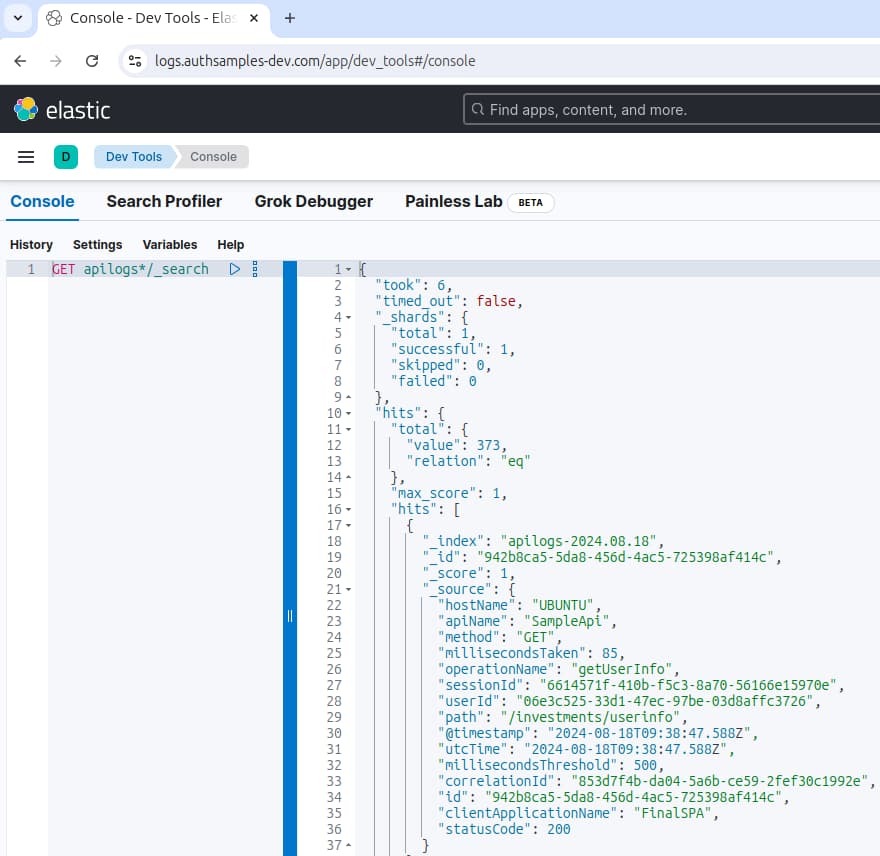 Console - Dev Tools - Elas
logs.authsamples-dev.com/app/dev_tools#/console
elastic
Find apps, content, and more.
D Dev Tools Console
Console Search Profiler Grok Debugger Painless Lab BETA
History Settings Variables Help
1 GET apilogs*/_search
1 {
2 "took": 6,
3 "timed_out": false,
4 "_shards": {
5 "total": 1,
6 "successful": 1,
7 "skipped": 0,
8 "failed": 0
9 },
10 "hits": {
11 "total": {
12 "value": 373,
13 "relation": "eq"
14 },
15 "max_score": 1,
16 "hits": [
17 {
18 "_index": "apilogs-2024.08.18",
19 "_id": "942b8ca5-5da8-456d-4ac5-725398af414c",
20 "_score": 1,
21 "_source": {
22 "hostName": "UBUNTU",
23 "apiName": "SampleApi",
24 "method": "GET",
25 "millisecondsTaken": 85,
26 "operationName": "getUserInfo",
27 "sessionId": "6614571f-410b-f5c3-8a70-56166e15970e",
28 "userId": "06e3c525-33d1-47ec-97be-03d8affc3726",
29 "path": "/investments/userinfo",
30 "@timestamp": "2024-08-18T09:38:47.588Z",
31 "utcTime": "2024-08-18T09:38:47.588Z",
32 "millisecondsThreshold": 500,
33 "correlationId": "853d7f4b-da04-5a6b-ce59-2fef30c1992e",
34 "id": "942b8ca5-5da8-456d-4ac5-725398af414c",
35 "clientApplicationName": "FinalSPA",
36 "statusCode": 200
37 }